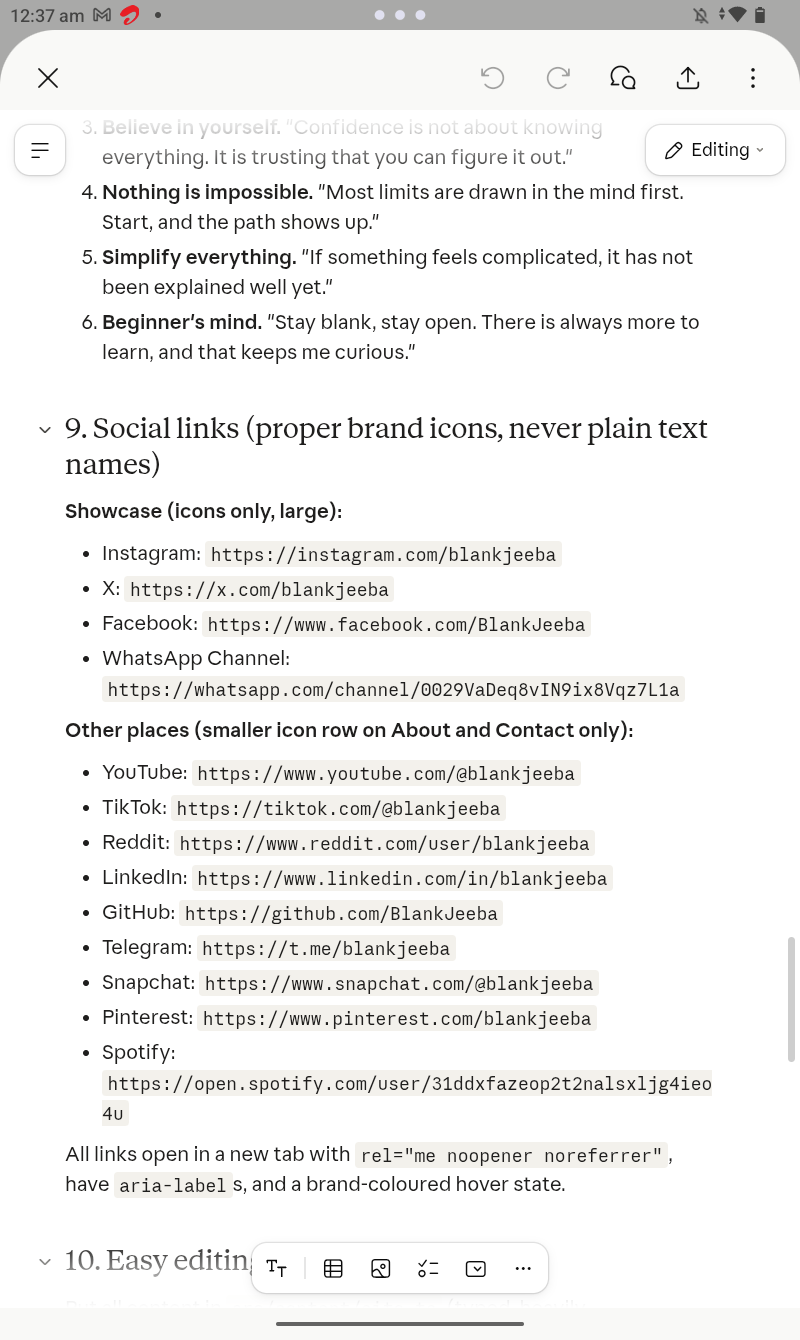 12:37 am
3. Believe in yourself. "Confidence is not about knowing
everything. It is trusting that you can figure it out."
Editing
4. Nothing is impossible. "Most limits are drawn in the mind first.
Start, and the path shows up."
5. Simplify everything. "If something feels complicated, it has not
been explained well yet."
6. Beginner's mind. "Stay blank, stay open. There is always more to
learn, and that keeps me curious."
9. Social links (proper brand icons, never plain text
names)
Showcase (icons only, large):
• Instagram: https://instagram.com/blankjeeba
• X: https://x.com/blankjeeba
• Facebook: https://www.facebook.com/BlankJeeba
• WhatsApp Channel:
https://whatsapp.com/channel/0029VaDeq8vIN9ix8Vqz7L1a
Other places (smaller icon row on About and Contact only):
• YouTube: https://www.youtube.com/@blankjeeba
• TikTok: https://tiktok.com/@blankjeeba
• Reddit: https://www.reddit.com/user/blankjeeba
• LinkedIn: https://www.linkedin.com/in/blankjeeba
• GitHub: https://github.com/BlankJeeba
• Telegram: https://t.me/blankjeeba
• Snapchat: https://www.snapchat.com/@blankjeeba
• Pinterest: https://www.pinterest.com/blankjeeba
• Spotify:
https://open.spotify.com/user/31ddxfazeop2t2nalsxljg4ieo
4u
All links open in a new tab with rel="me noopener noreferrer",
have aria-labels, and a brand-coloured hover state.
10. Easy editing